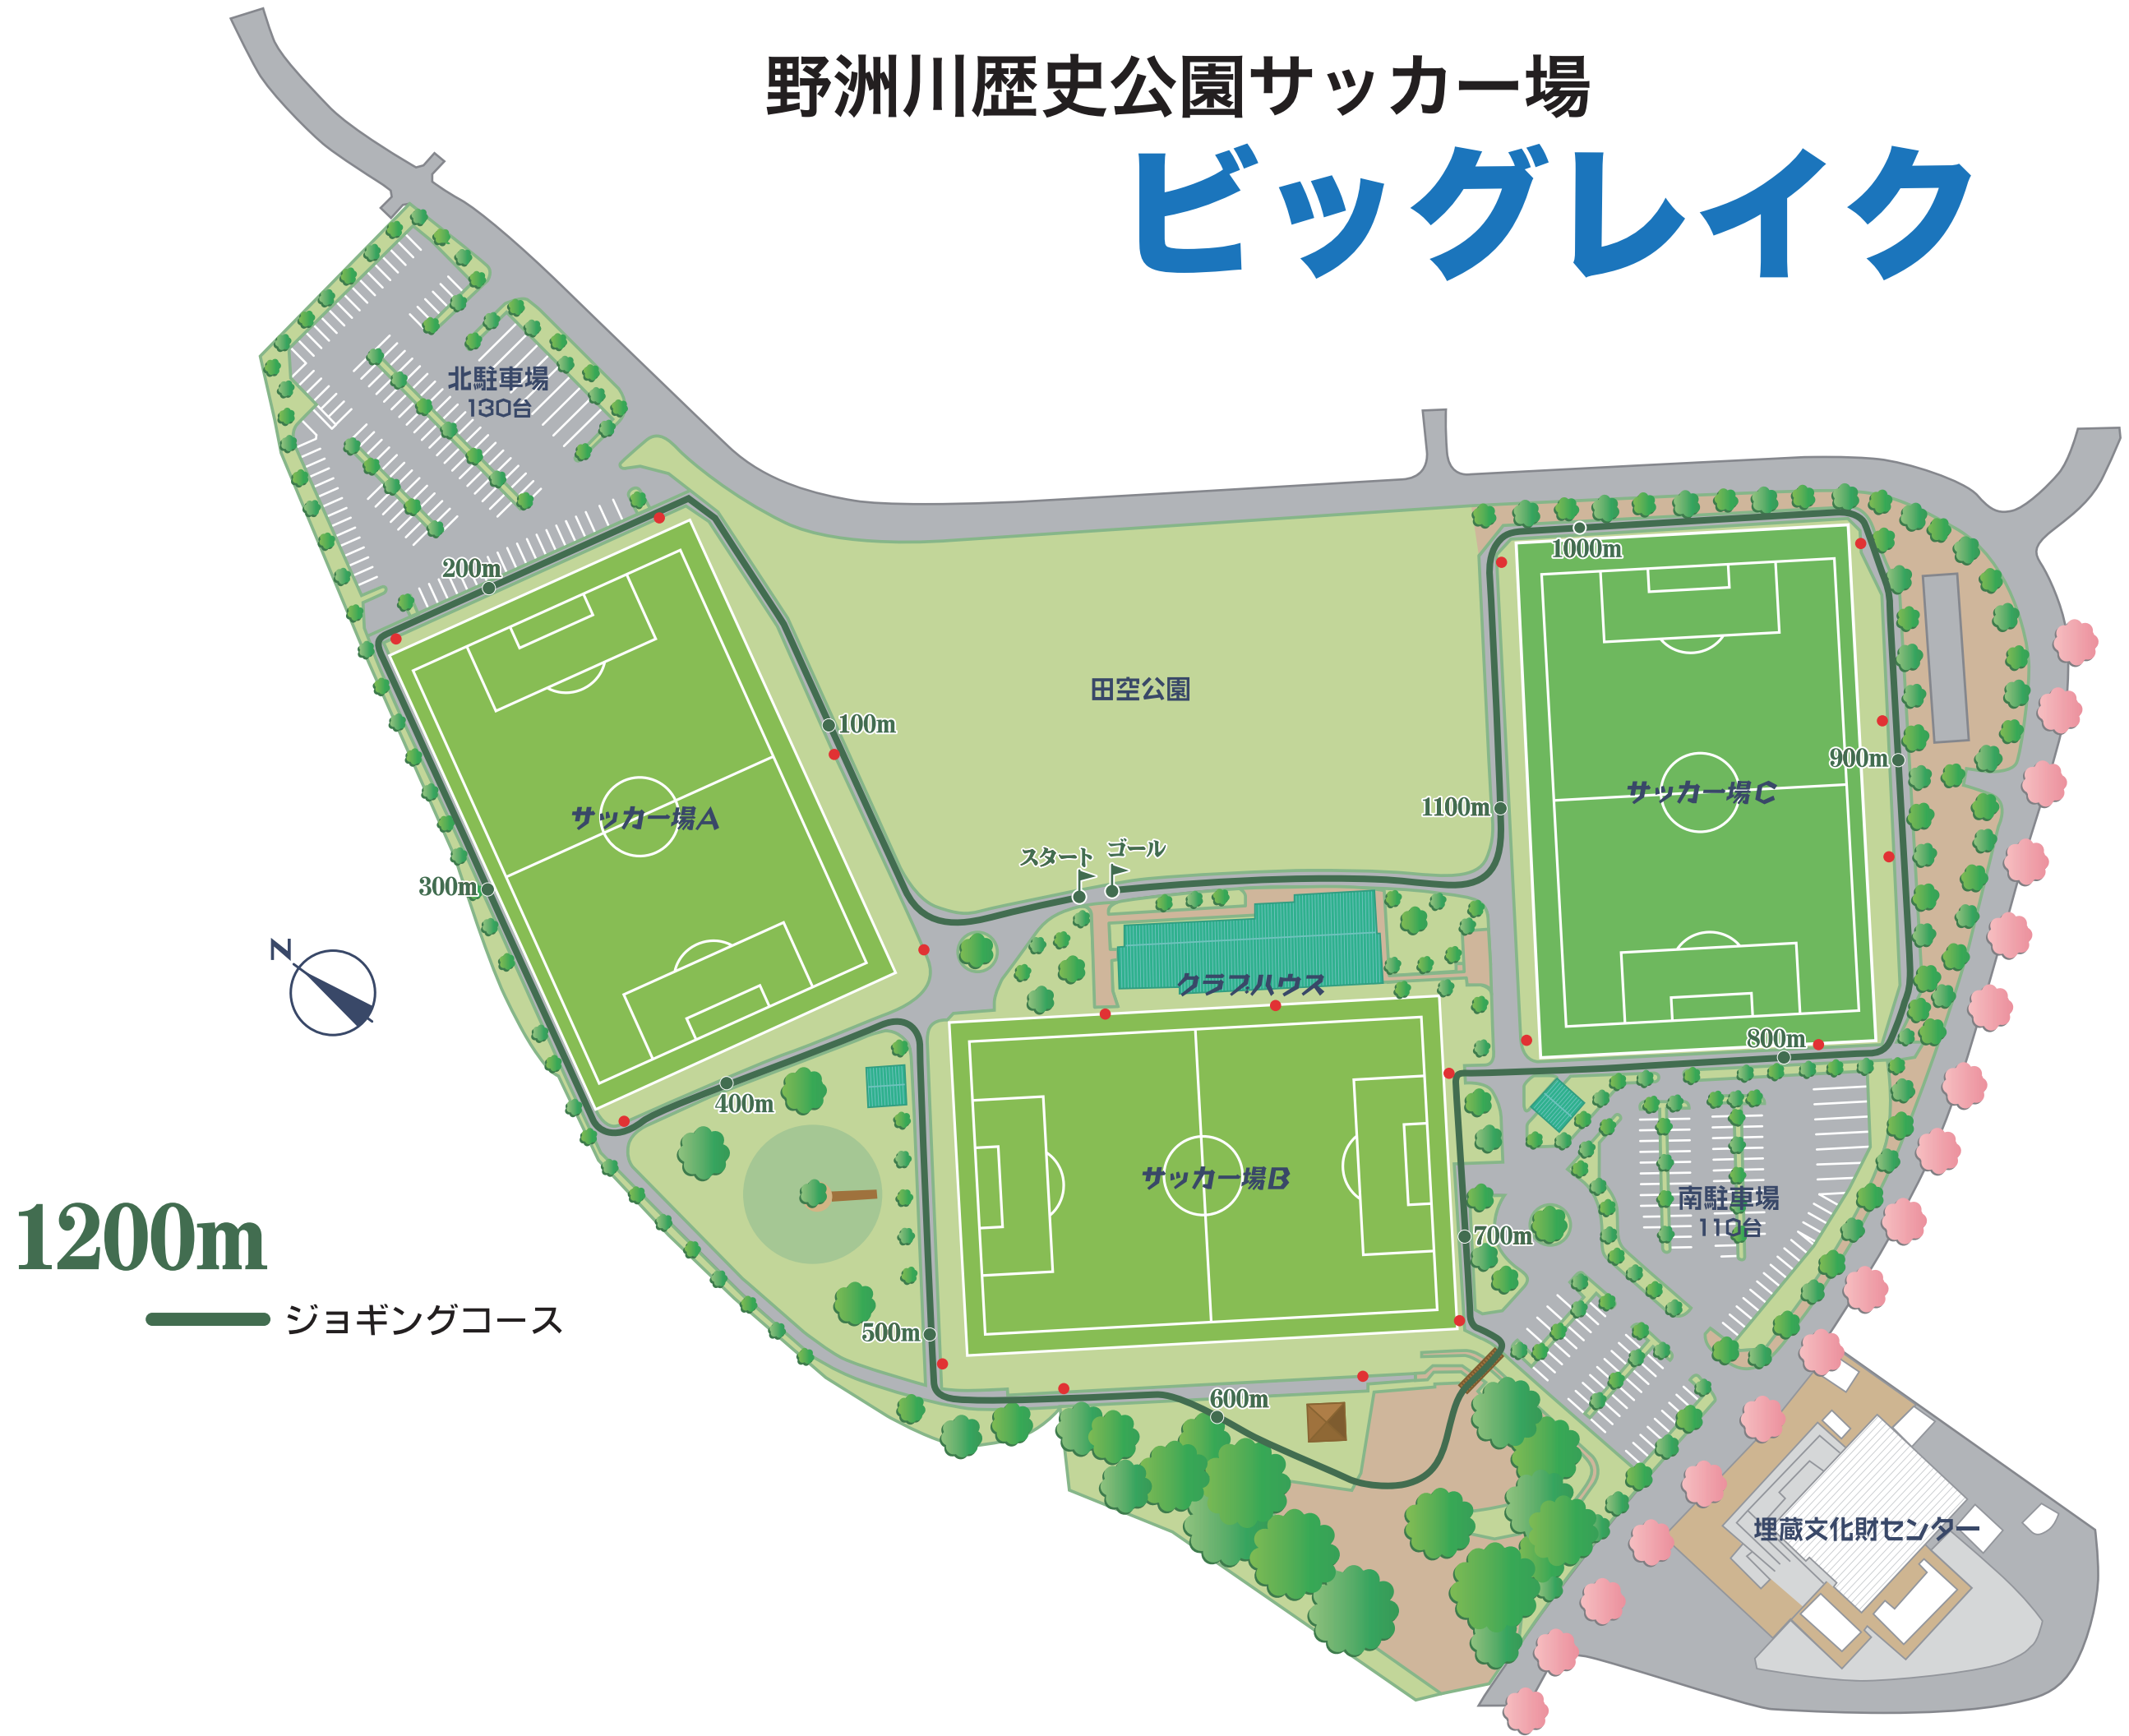 野洲川歴史公園サッカー場
ビッグレイク
北駐車場
130台
200m
1000m
田空公園
100m
サッカー場A
サッカー場C
900m
1100m
スタート
ゴール
300m
N
クラブハウス
800m
400m
サッカー場B
南駐車場
110台
700m
500m
600m
1200m
ジョギングコース
埋蔵文化財センター